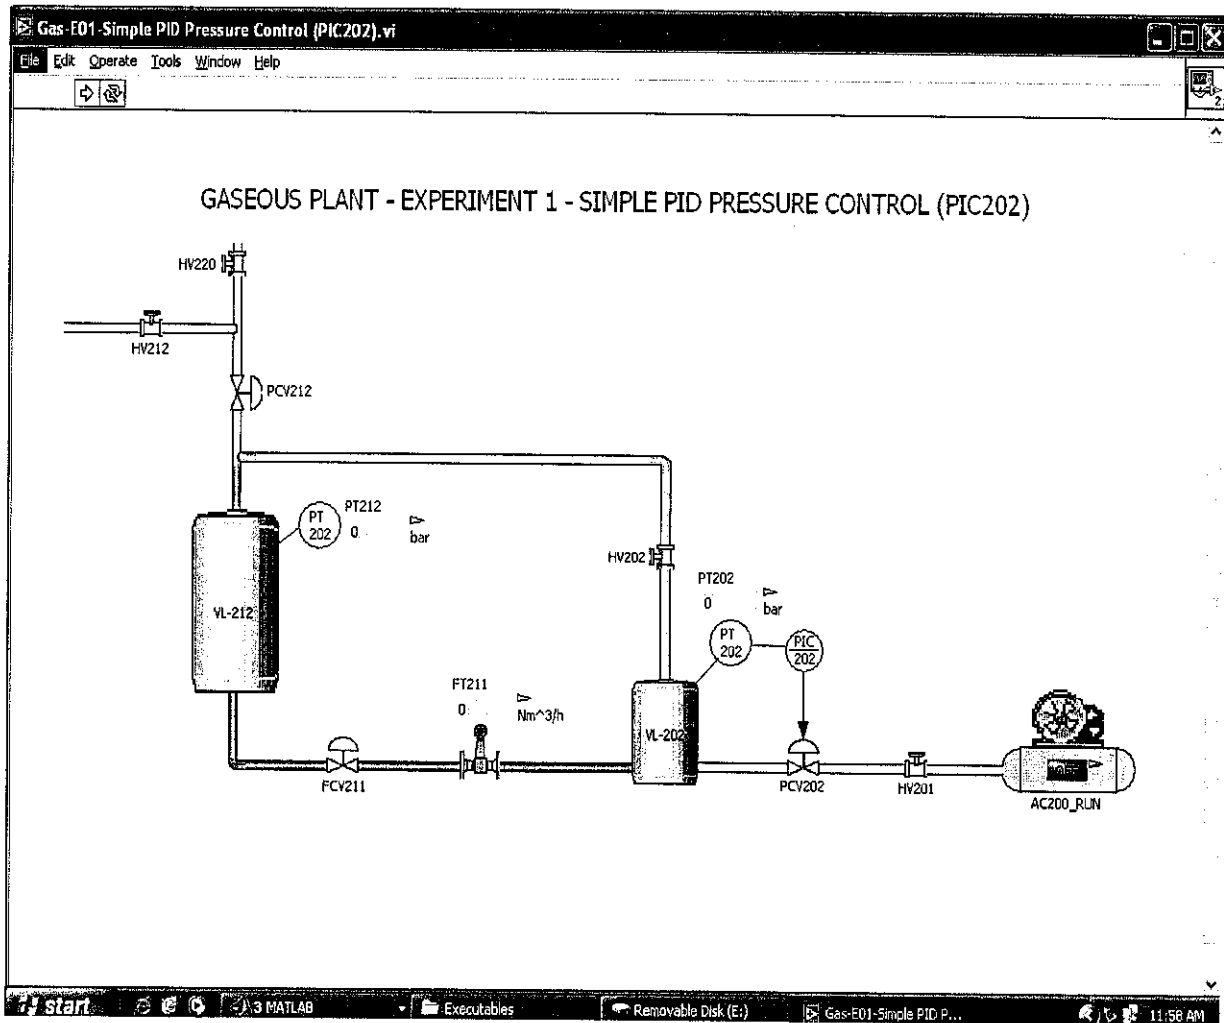 Gas-E01-Simple PID Pressure Control (PIC202).vi
File Edit Operate Tools Window Help
2
GASEOUS PLANT - EXPERIMENT 1 - SIMPLE PID PRESSURE CONTROL (PIC202)
HV220
HV212
PCV212
PT
202
PT212
0
bar
HV202
PT202
0
bar
VL-212
PT
202
PIC
202
FT211
0
Nm^3/h
VL-202
FCV211
PCV202
HV201
AC200_RUN
start
3 MATLAB
Executables
Removable Disk (E:)
Gas-E01-Simple PID P...
11:58 AM